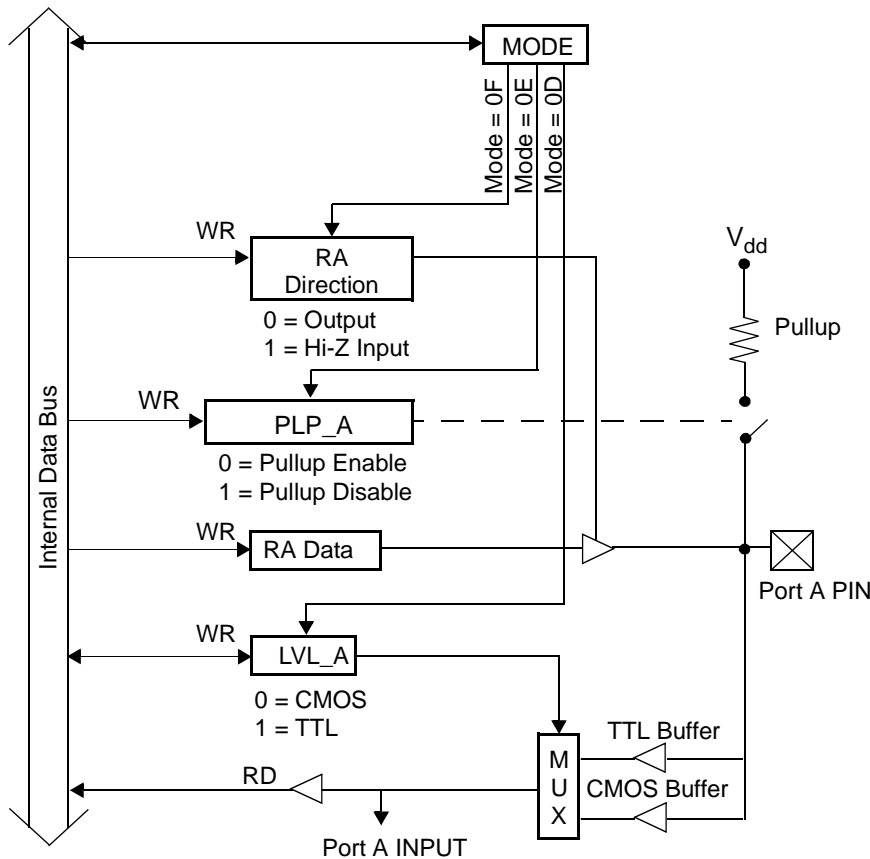 MODE
Mode = 0F
Mode = 0E
Mode = 0D
WR
RA
Direction
0 = Output
1 = Hi-Z Input
Vdd
Pullup
WR
PLP_A
0 = Pullup Enable
1 = Pullup Disable
Internal Data Bus
WR
RA Data
Port A PIN
WR
LVL_A
0 = CMOS
1 = TTL
M
U
X
TTL Buffer
CMOS Buffer
RD
Port A INPUT